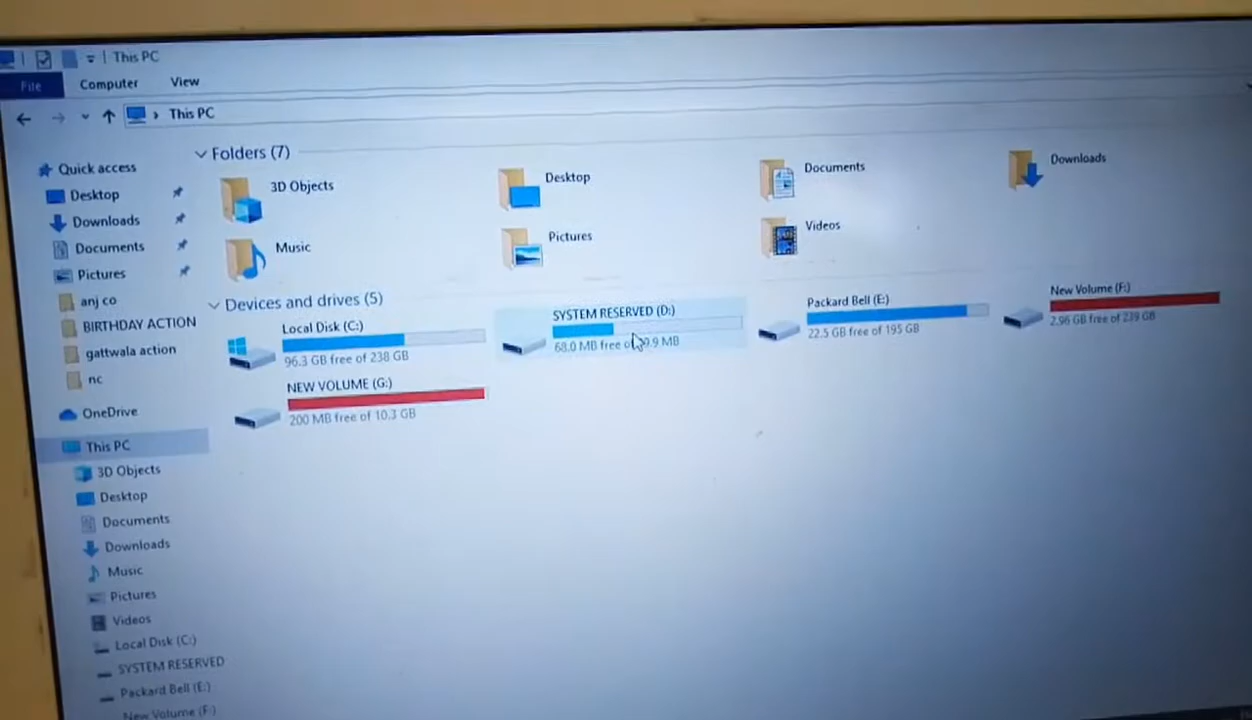 This PC
File
Computer
View
This PC
Quick access
Desktop
Downloads
Documents
Pictures
anj co
BIRTHDAY ACTION
gattwala action
nc
OneDrive
This PC
3D Objects
Desktop
Documents
Downloads
Music
Pictures
Videos
Local Disk (C:)
SYSTEM RESERVED
Packard Bell (E:)
New Volume (F:)
Folders (7)
3D Objects
Desktop
Documents
Downloads
Music
Pictures
Videos
Devices and drives (5)
Local Disk (C:)
96.3 GB free of 238 GB
SYSTEM RESERVED (D:)
68.0 MB free
MB
Packard Bell (E:)
22.5 GB free of 195 GB
New Volume (F:)
2.96 GB free of 239 GB
NEW VOLUME (G:)
200 MB free of 10.3 GB